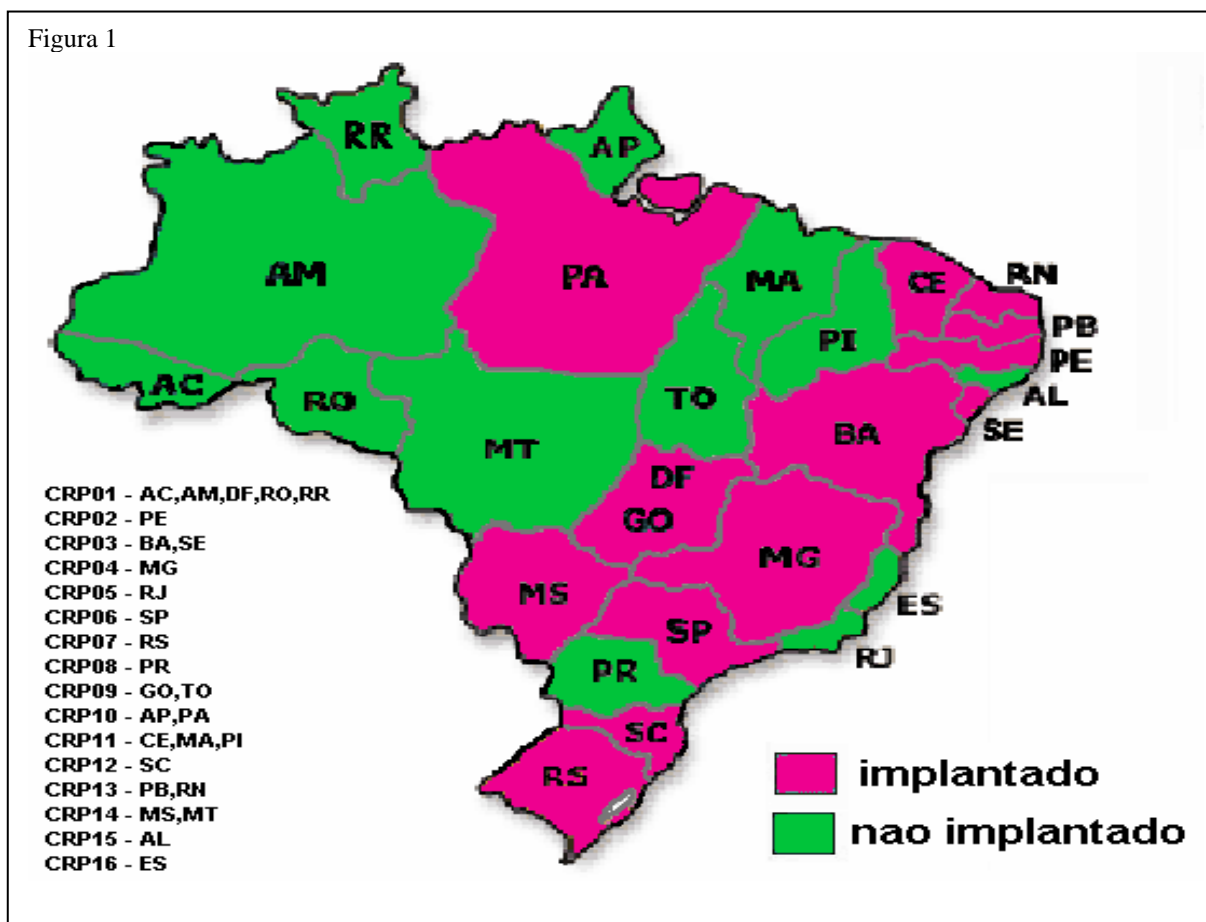 Figura 1
RR
AP
AM
PA
MA
CE
RN
PB
PI
PE
AC
RO
TO
AL
MT
BA
SE
DF
GO
MG
MS
ES
SP
RJ
PR
SC
RS
CRP01 - AC,AM,DF,RO,RR
CRP02 - PE
CRP03 - BA,SE
CRP04 - MG
CRP05 - RJ
CRP06 - SP
CRP07 - RS
CRP08 - PR
CRP09 - GO,TO
CRP10 - AP,PA
CRP11 - CE,MA,PI
CRP12 - SC
CRP13 - PB,RN
CRP14 - MS,MT
CRP15 - AL
CRP16 - ES
implantado
nao implantado